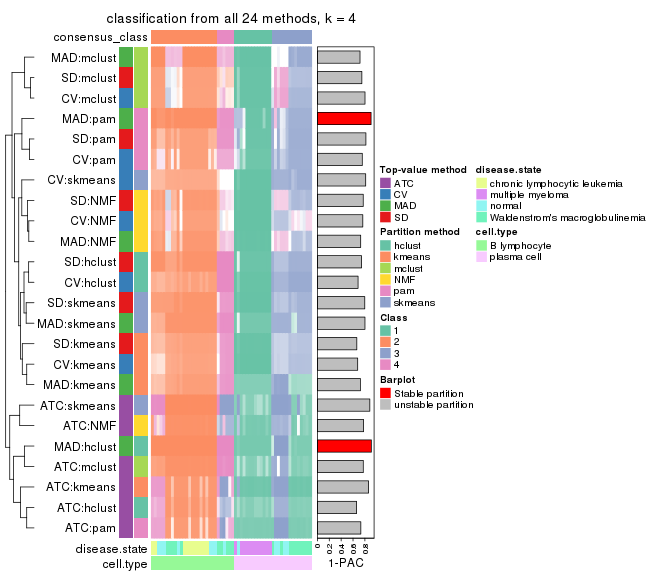 classification from all 24 methods, k = 4
consensus_class
MAD:mclust
SD:mclust
CV:mclust
MAD:pam
SD:pam
CV:pam
CV:skmeans
SD:NMF
CV:NMF
MAD:NMF
SD:hclust
CV:hclust
SD:skmeans
MAD:skmeans
SD:kmeans
CV:kmeans
MAD:kmeans
ATC:skmeans
ATC:NMF
MAD:hclust
ATC:mclust
ATC:kmeans
ATC:hclust
ATC:pam
disease.state
cell.type
0 0.2 0.4 0.6 0.8
1-PAC
Top-value method
ATC
CV
MAD
SD
Partition method
hclust
kmeans
mclust
NMF
pam
skmeans
Class
1
2
3
4
Barplot
Stable partition
unstable partition
disease.state
chronic lymphocytic leukemia
multiple myeloma
normal
Waldenstrom's macroglobulinemia
cell.type
B lymphocyte
plasma cell